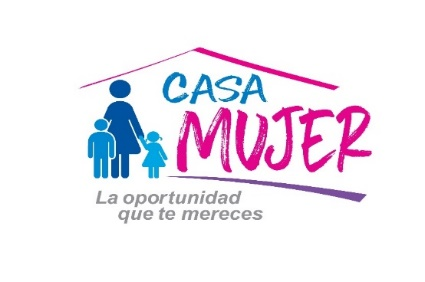 CASA
MUJER
La oportunidad
que te mereces